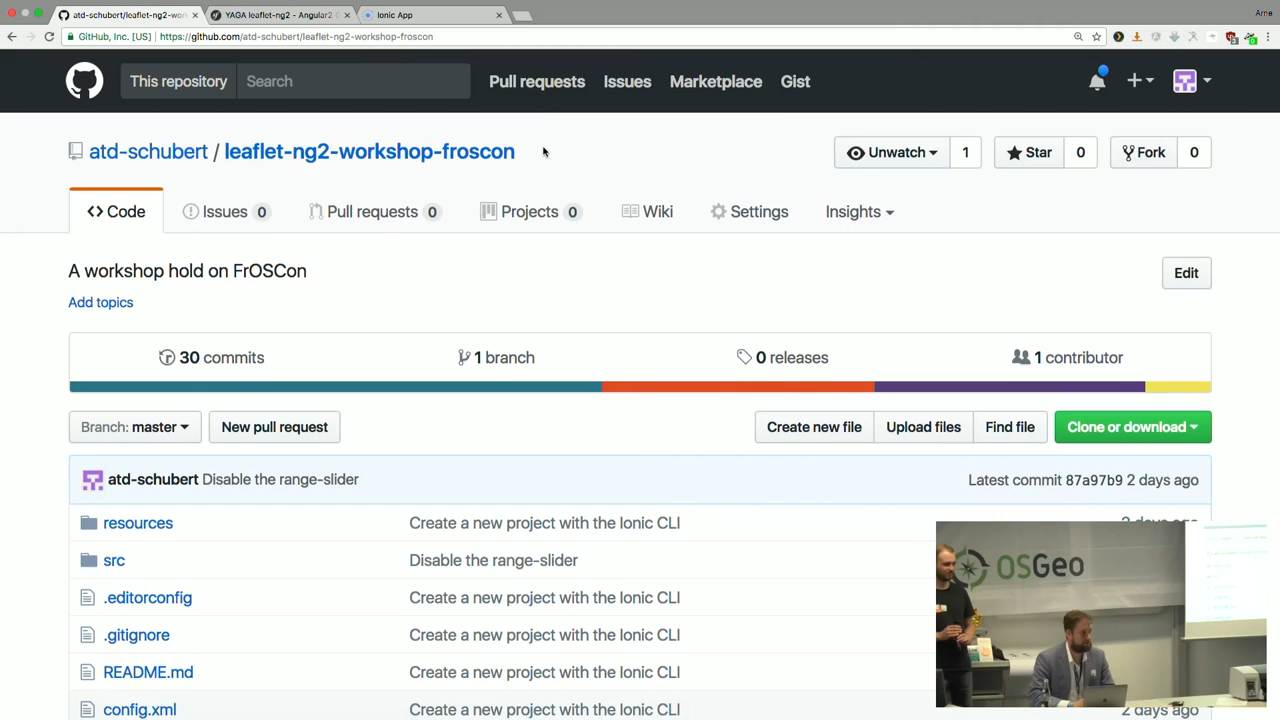 atd-schubert/leaflet-ng2-wor
YAGA leaflet-ng2 - Angular2
Ionic App
Arne
GitHub, Inc. [US] | https://github.com/atd-schubert/leaflet-ng2-workshop-froscon
This repository Search Pull requests Issues Marketplace Gist
atd-schubert / leaflet-ng2-workshop-froscon
Unwatch 1 Star 0 Fork 0
Code Issues 0 Pull requests 0 Projects 0 Wiki Settings Insights
A workshop hold on FrOSCon
Edit
Add topics
30 commits 1 branch 0 releases 1 contributor
Branch: master New pull request Create new file Upload files Find file Clone or download
atd-schubert Disable the range-slider Latest commit 87a97b9 2 days ago
resources Create a new project with the Ionic CLI 2 days ago
src Disable the range-slider
.editorconfig Create a new project with the Ionic CLI
.gitignore Create a new project with the Ionic CLI
README.md Create a new project with the Ionic CLI
config.xml Create a new project with the Ionic CLI 2 days ago
OSGeo